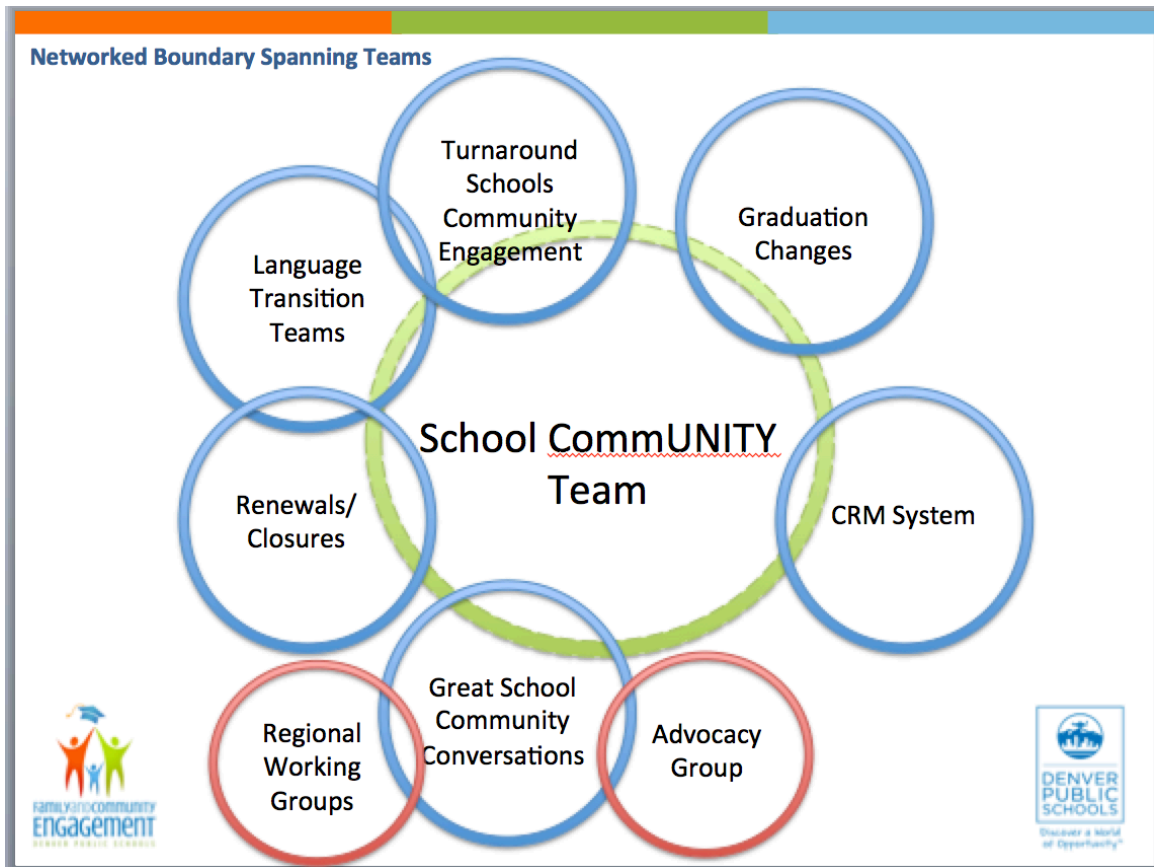 Networked Boundary Spanning Teams
Turnaround
Schools
Community
Engagement
Graduation
Changes
Language
Transition
Teams
School CommUNITY
Team
Renewals/
Closures
CRM System
Great School
Community
Conversations
Regional
Working
Groups
Advocacy
Group
FAMILY and COMMUNITY
ENGAGEMENT
DENVER PUBLIC SCHOOLS
DENVER
PUBLIC
SCHOOLS
Discover a World
of Opportunity™